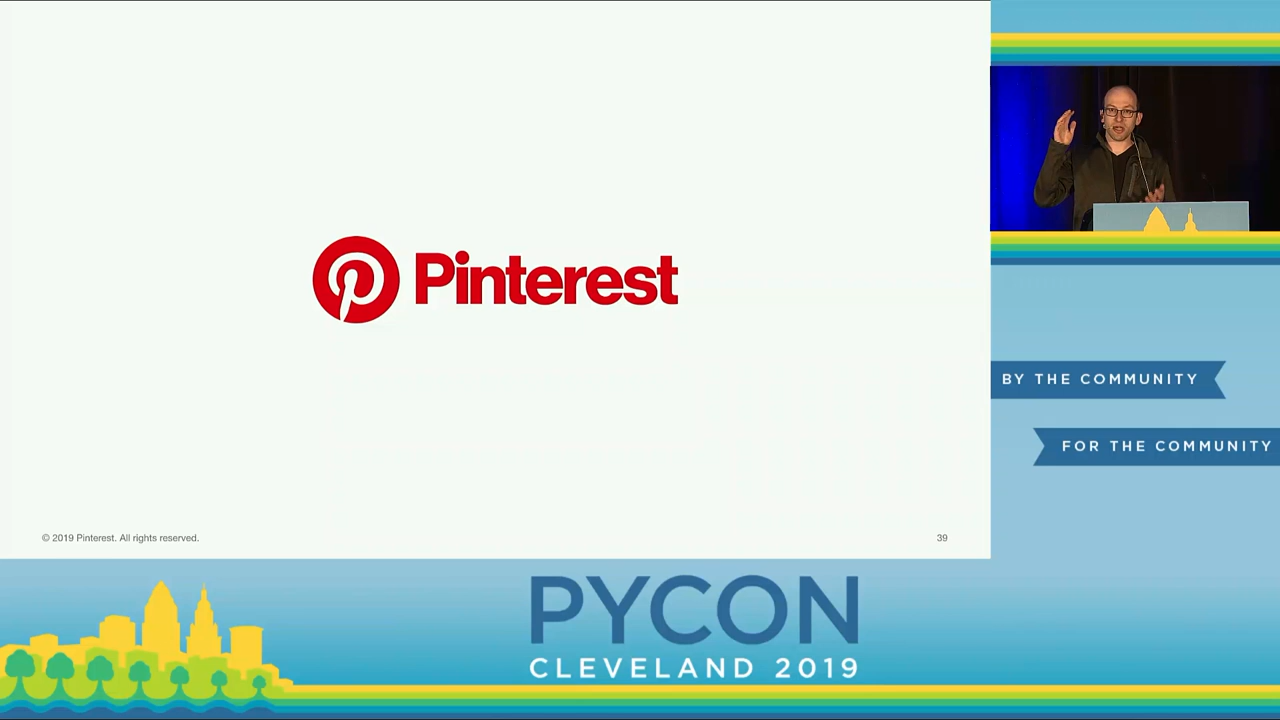 Pinterest
© 2019 Pinterest. All rights reserved.
39
BY THE COMMUNITY
FOR THE COMMUNITY
PYCON
CLEVELAND 2019